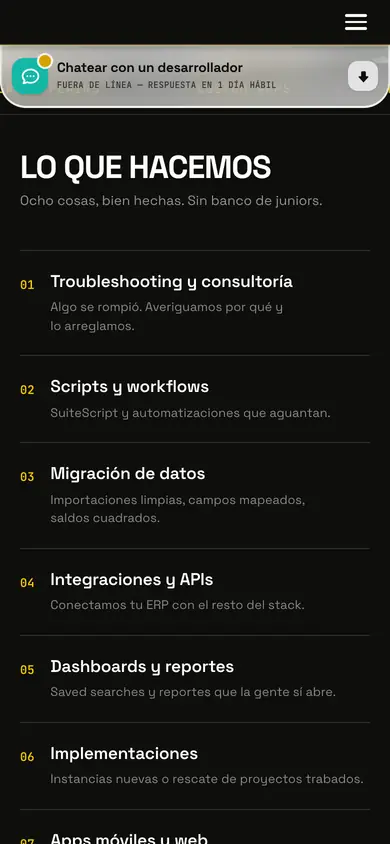 Chatear con un desarrollador
FUERA DE LÍNEA — RESPUESTA EN 1 DÍA HÁBIL
LO QUE HACEMOS
Ocho cosas, bien hechas. Sin banco de juniors.
01 Troubleshooting y consultoría
Algo se rompió. Averiguamos por qué y
lo arreglamos.
02 Scripts y workflows
SuiteScript y automatizaciones que aguantan.
03 Migración de datos
Importaciones limpias, campos mapeados,
saldos cuadrados.
04 Integraciones y APIs
Conectamos tu ERP con el resto del stack.
05 Dashboards y reportes
Saved searches y reportes que la gente sí abre.
06 Implementaciones
Instancias nuevas o rescate de proyectos trabados.
07 Apps móviles y web